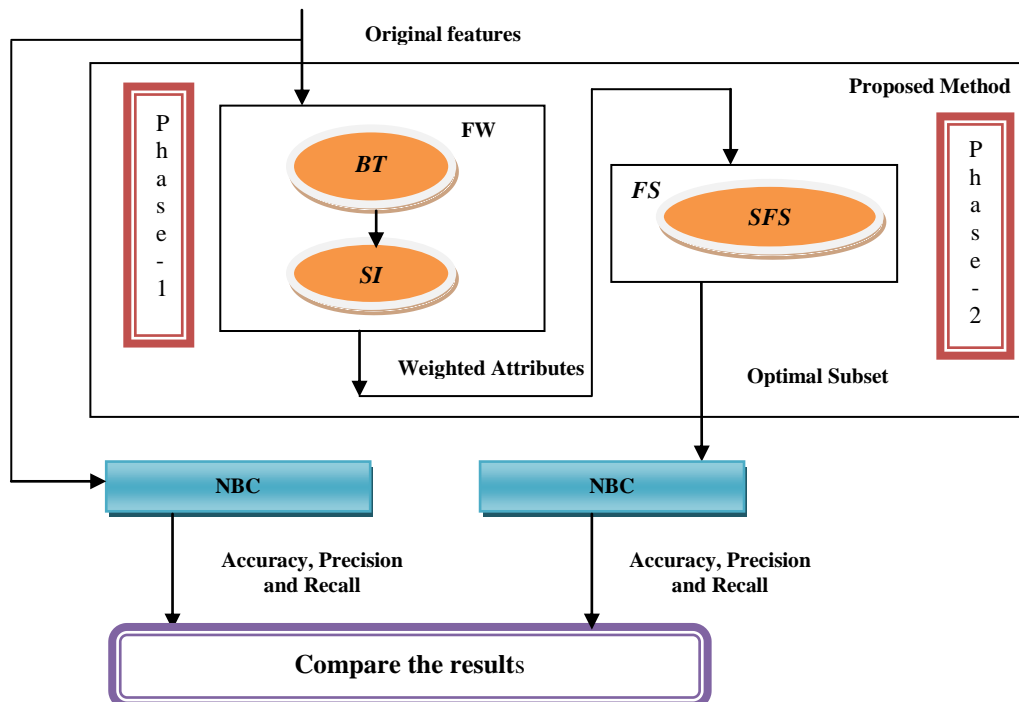 Original features
Proposed Method
P
h
a
s
e
-
1
FW
BT
SI
FS
SFS
P
h
a
s
e
-
2
Weighted Attributes
Optimal Subset
NBC
NBC
Accuracy, Precision
and Recall
Accuracy, Precision
and Recall
Compare the results